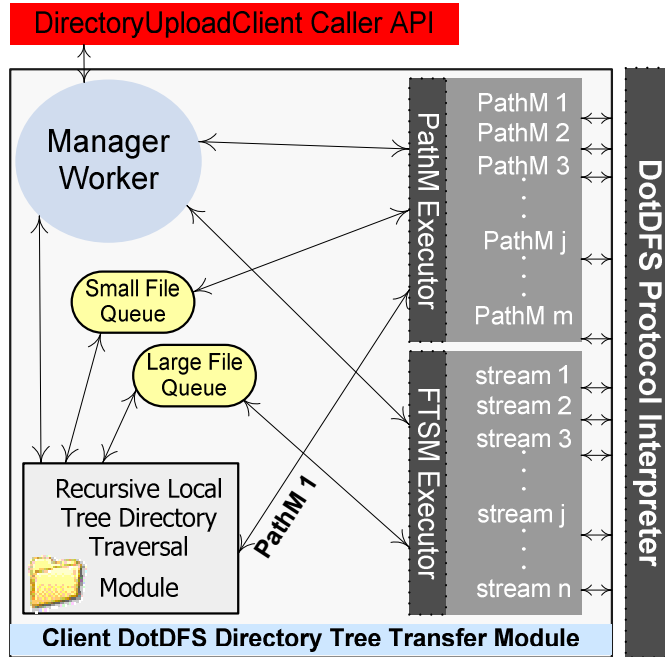 DirectoryUploadClient Caller API
Manager
Worker
Small File
Queue
Large File
Queue
Recursive Local
Tree Directory
Traversal
Module
PathM 1
PathM Executor
PathM 1
PathM 2
PathM 3
PathM j
PathM m
FTSM Executor
stream 1
stream 2
stream 3
stream j
stream n
DotDFS Protocol Interpreter
Client DotDFS Directory Tree Transfer Module